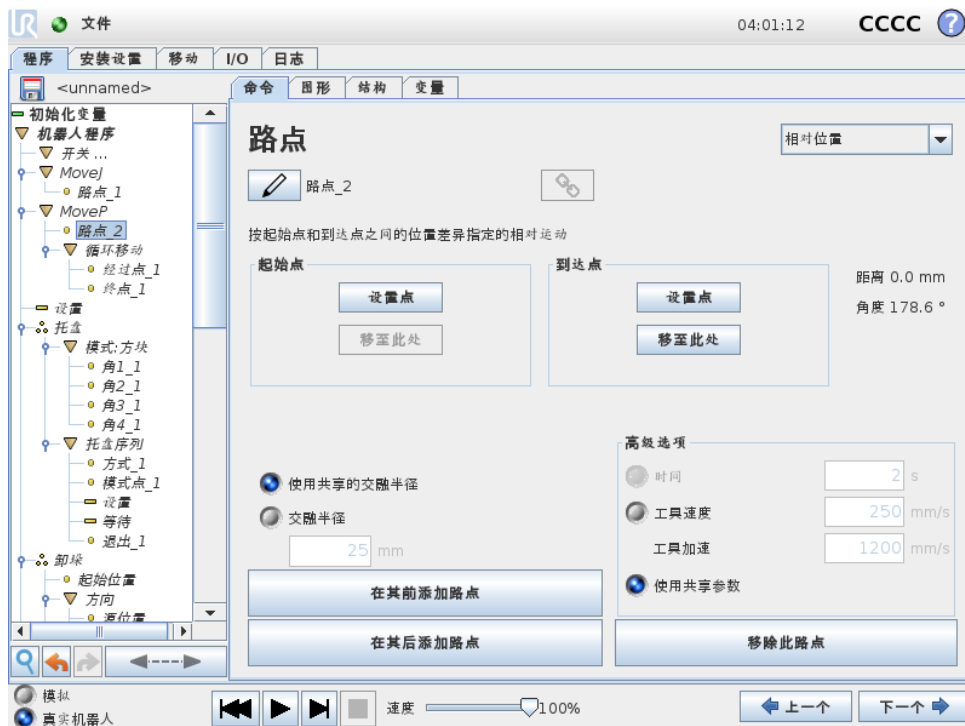 UR 文件 04:01:12 CCCC ?
程序 安装设置 移动 I/O 日志
<unnamed>
命令 图形 结构 变量
初始化变量
机器人程序
开关 ...
MoveJ
路点_1
MoveP
路点_2
循环移动
经过点_1
终点_1
设置
托盘
模式:方块
角1_1
角2_1
角3_1
角4_1
托盘序列
方式_1
模式点_1
设置
等待
退出_1
卸垛
起始位置
方向
源位置
路点
相对位置
路点_2
按起始点和到达点之间的位置差异指定的相对运动
起始点
设置点
移至此处
到达点
设置点
移至此处
距离 0.0 mm
角度 178.6 °
使用共享的交融半径
交融半径
25 mm
高级选项
时间 2 s
工具速度 250 mm/s
工具加速 1200 mm/s
使用共享参数
在其前添加路点
在其后添加路点
移除此路点
模拟
真实机器人
速度 100%
上一个
下一个